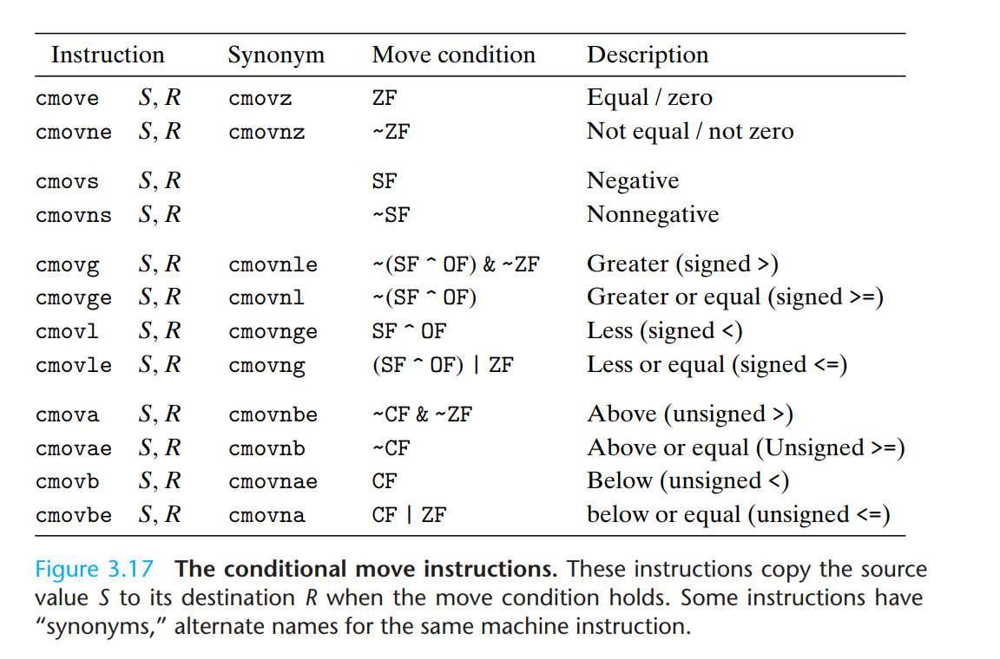 Instruction Synonym Move condition Description
cmove S, R cmovz ZF Equal / zero
cmovne S, R cmovnz ~ZF Not equal / not zero
cmovs S, R SF Negative
cmovns S, R ~SF Nonnegative
cmovg S, R cmovnle ~(SF ^ OF) & ~ZF Greater (signed >)
cmovge S, R cmovnl ~(SF ^ OF) Greater or equal (signed >=)
cmovl S, R cmovnge SF ^ OF Less (signed <)
cmovle S, R cmovng (SF ^ OF) | ZF Less or equal (signed <=)
cmova S, R cmovnbe ~CF & ~ZF Above (unsigned >)
cmovae S, R cmovnb ~CF Above or equal (Unsigned >=)
cmovb S, R cmovnae CF Below (unsigned <)
cmovbe S, R cmovna CF | ZF below or equal (unsigned <=)
Figure 3.17 The conditional move instructions. These instructions copy the source
value S to its destination R when the move condition holds. Some instructions have
“synonyms,” alternate names for the same machine instruction.